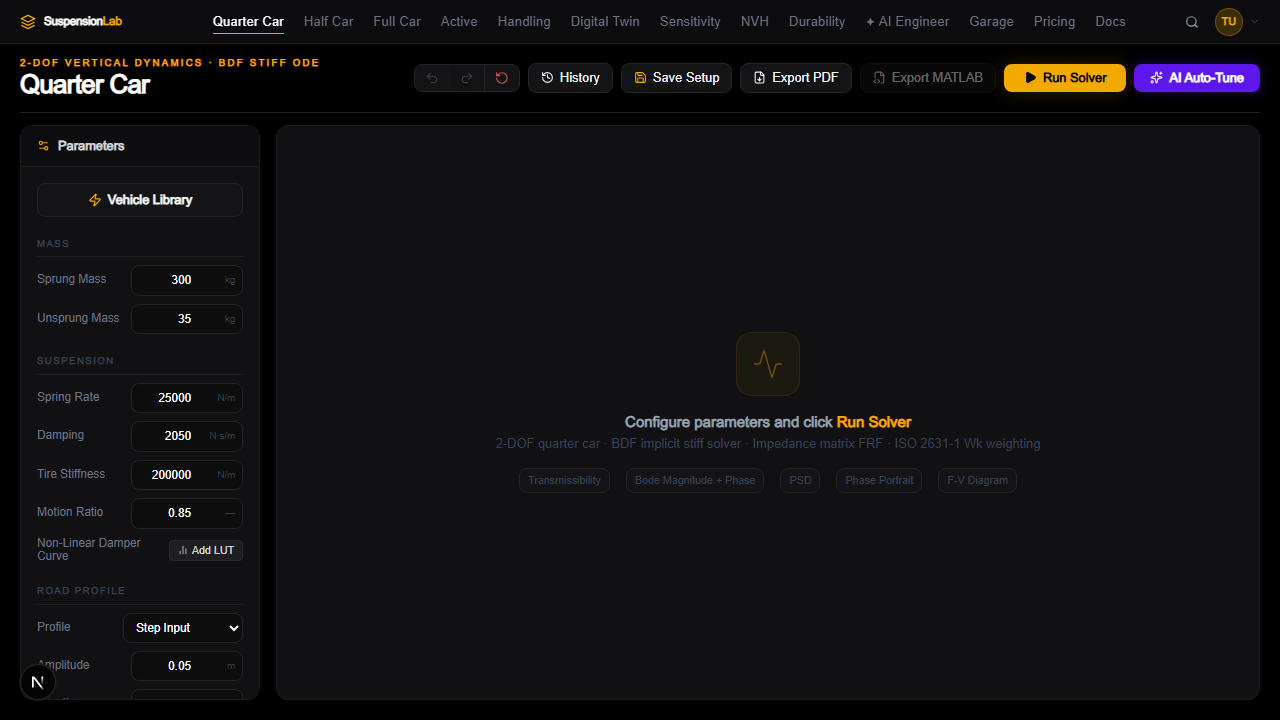 SuspensionLab
Quarter Car Half Car Full Car Active Handling Digital Twin Sensitivity NVH Durability ✦ AI Engineer Garage Pricing Docs
TU
2-DOF VERTICAL DYNAMICS · BDF STIFF ODE
Quarter Car
History Save Setup Export PDF Export MATLAB Run Solver AI Auto-Tune
Parameters
Vehicle Library
MASS
Sprung Mass 300 kg
Unsprung Mass 35 kg
SUSPENSION
Spring Rate 25000 N/m
Damping 2050 N·s/m
Tire Stiffness 200000 N/m
Motion Ratio 0.85 —
Non-Linear Damper
Curve
Add LUT
ROAD PROFILE
Profile Step Input
Amplitude 0.05 m
N
Configure parameters and click Run Solver
2-DOF quarter car · BDF implicit stiff solver · Impedance matrix FRF · ISO 2631-1 Wk weighting
Transmissibility Bode Magnitude + Phase PSD Phase Portrait F-V Diagram